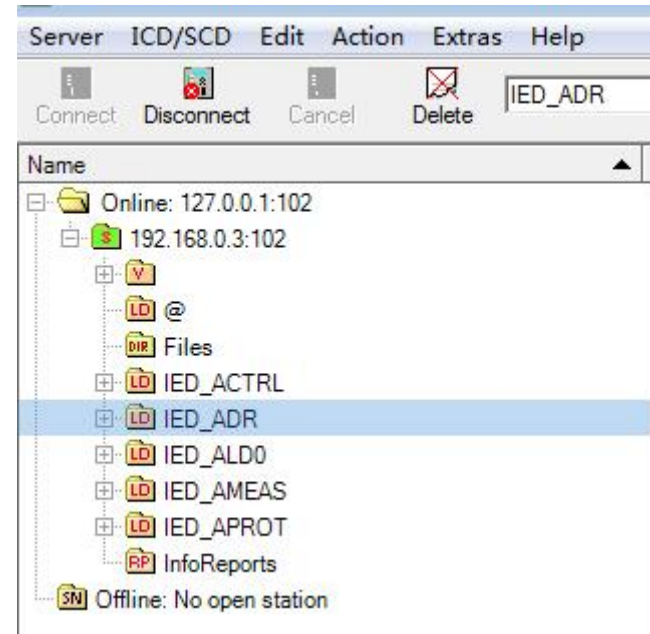 Server ICD/SCD Edit Action Extras Help
Connect Disconnect Cancel Delete IED_ADR
Name
Online: 127.0.0.1:102
S 192.168.0.3:102
V
LD @
DIR Files
LD IED_ACTRL
LD IED_ADR
LD IED_ALD0
LD IED_AMEAS
LD IED_APROT
RP InfoReports
SN Offline: No open station